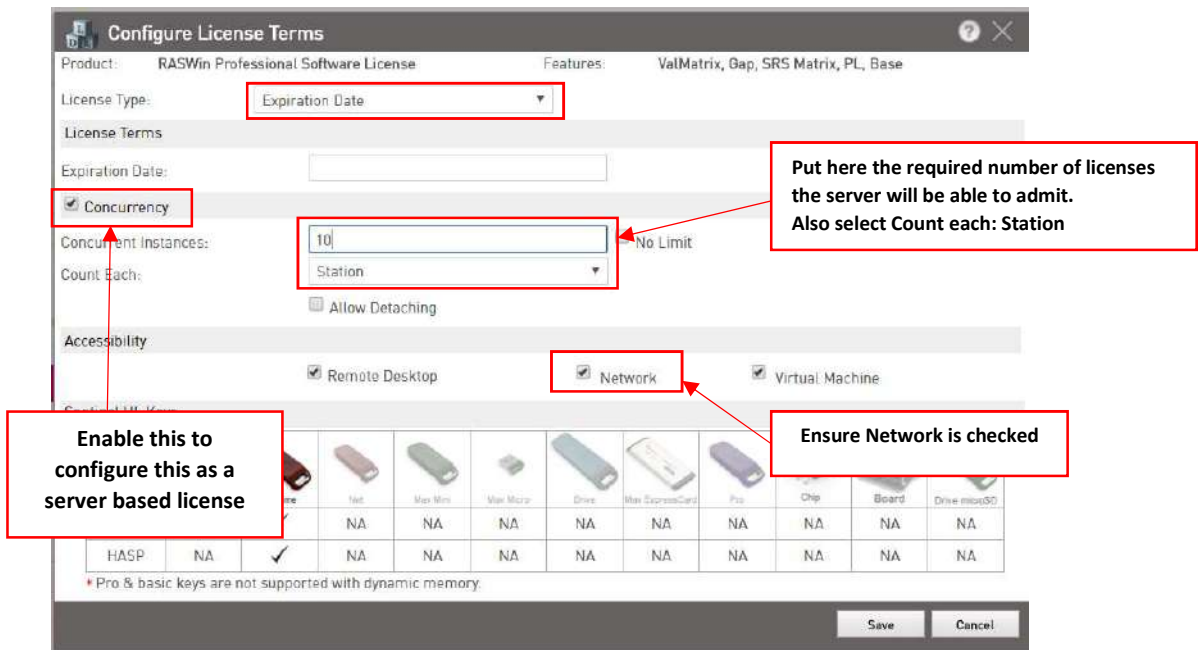 Configure License Terms
Product: RASWin Professional Software License Features: ValMatrix, Gap, SRS Matrix, PL, Base
License Type: Expiration Date
License Terms
Expiration Date:
Put here the required number of licenses
the server will be able to admit.
Also select Count each: Station
Concurrency
Concurrent Instances: 10 No Limit
Count Each: Station
Allow Detaching
Accessibility
Remote Desktop Network Virtual Machine
Enable this to
configure this as a
server based license
Ensure Network is checked
Net Max Mini Max Micro Drive Max ExpressCard Pro Chip Board Drive microSD
NA NA NA NA NA NA NA NA NA
HASP NA ✓ NA NA NA NA NA NA NA NA NA
* Pro & basic keys are not supported with dynamic memory.
Save Cancel